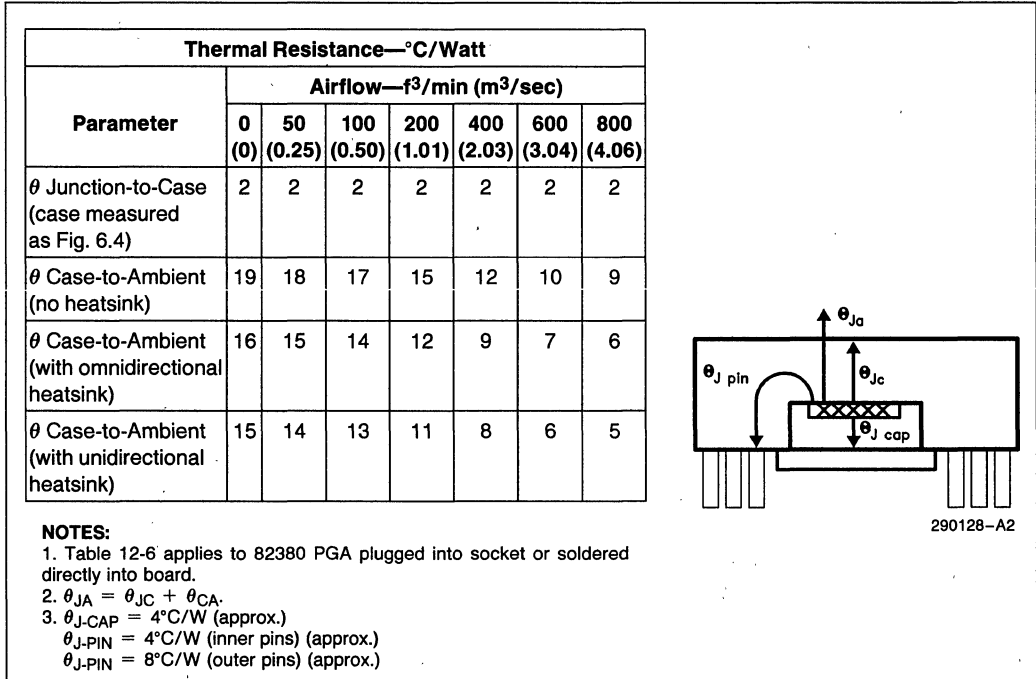 Thermal Resistance—°C/Watt
Parameter
Airflow—f³/min (m³/sec)
0 50 100 200 400 600 800
(0) (0.25) (0.50) (1.01) (2.03) (3.04) (4.06)
θ Junction-to-Case 2 2 2 2 2 2 2
(case measured
as Fig. 6.4)
θ Case-to-Ambient 19 18 17 15 12 10 9
(no heatsink)
θ Case-to-Ambient 16 15 14 12 9 7 6
(with omnidirectional
heatsink)
θ Case-to-Ambient 15 14 13 11 8 6 5
(with unidirectional
heatsink)
NOTES:
1. Table 12-6 applies to 82380 PGA plugged into socket or soldered
directly into board.
2. θJA = θJC + θCA.
3. θJ-CAP = 4°C/W (approx.)
θJ-PIN = 4°C/W (inner pins) (approx.)
θJ-PIN = 8°C/W (outer pins) (approx.)
θJa
θJ pin
θJc
θJ cap
290128–A2